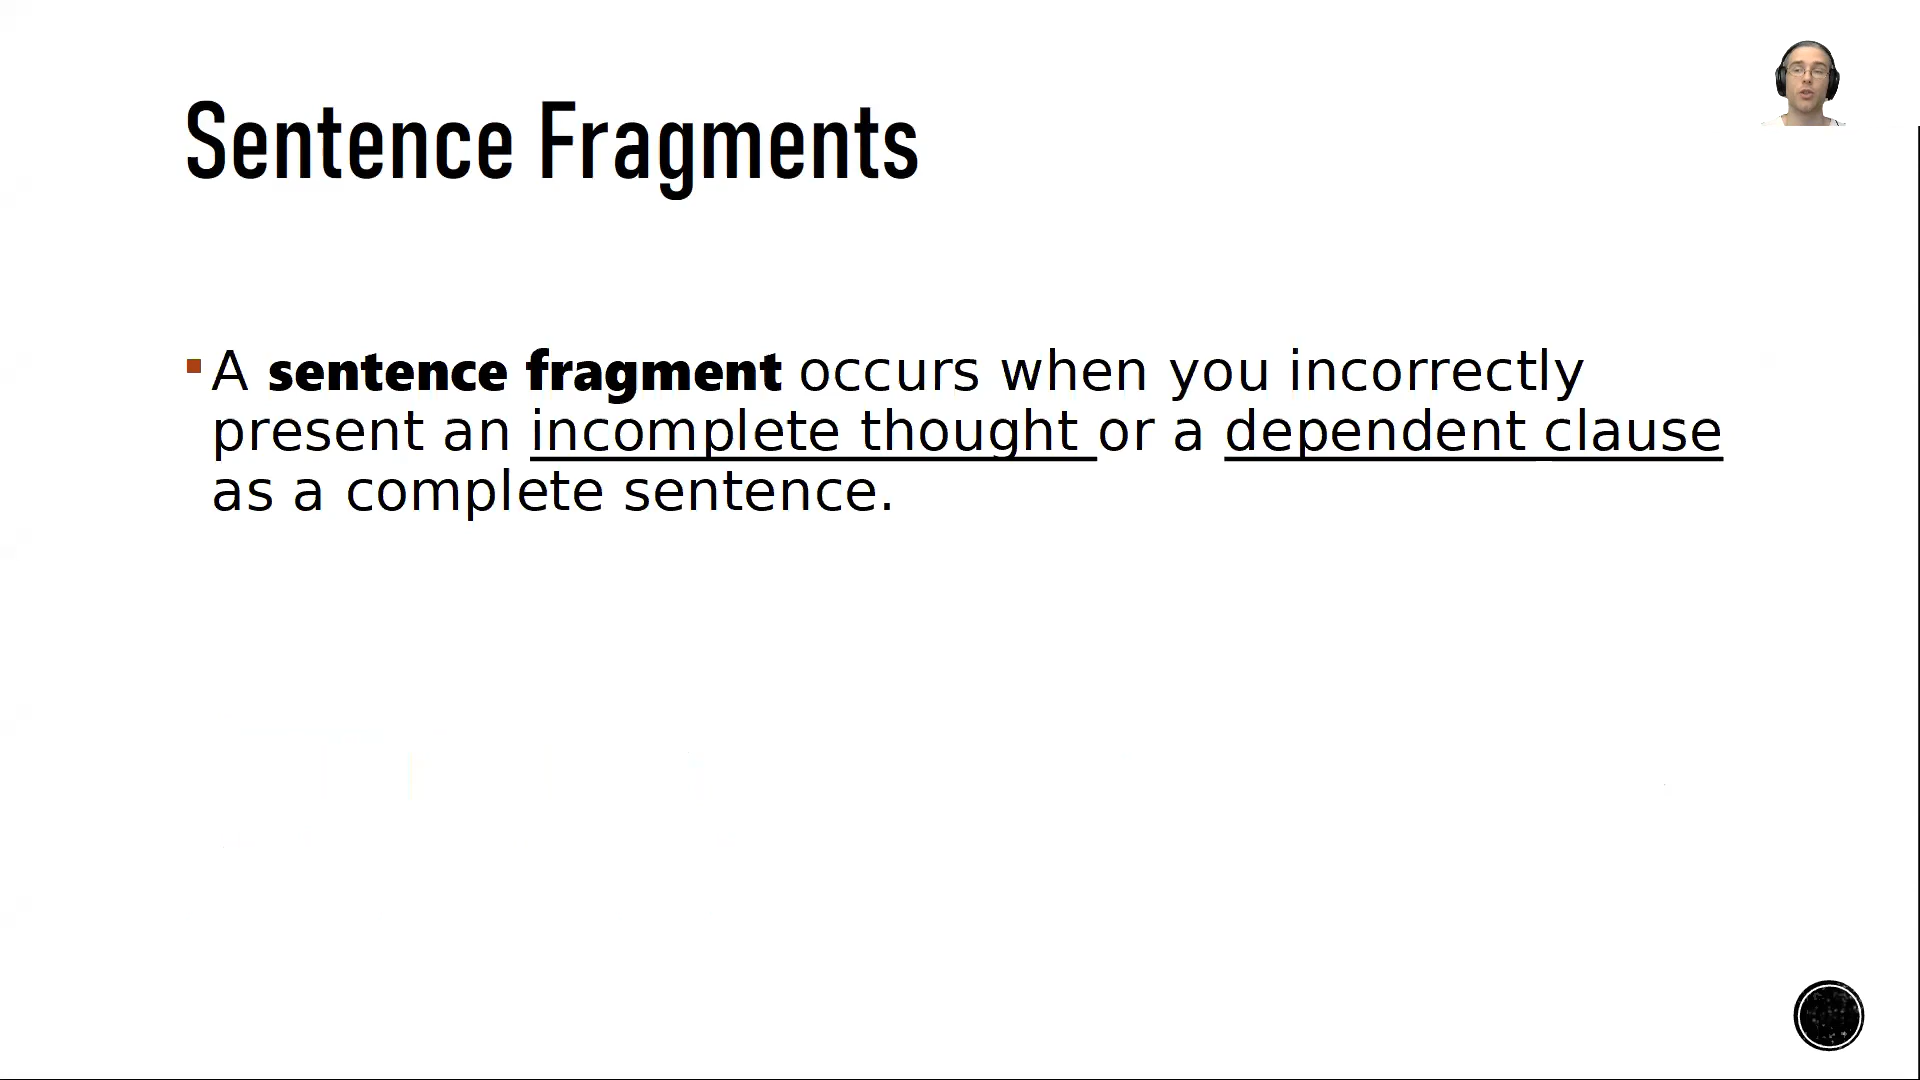 Sentence Fragments
A sentence fragment occurs when you incorrectly
present an incomplete thought or a dependent clause
as a complete sentence.